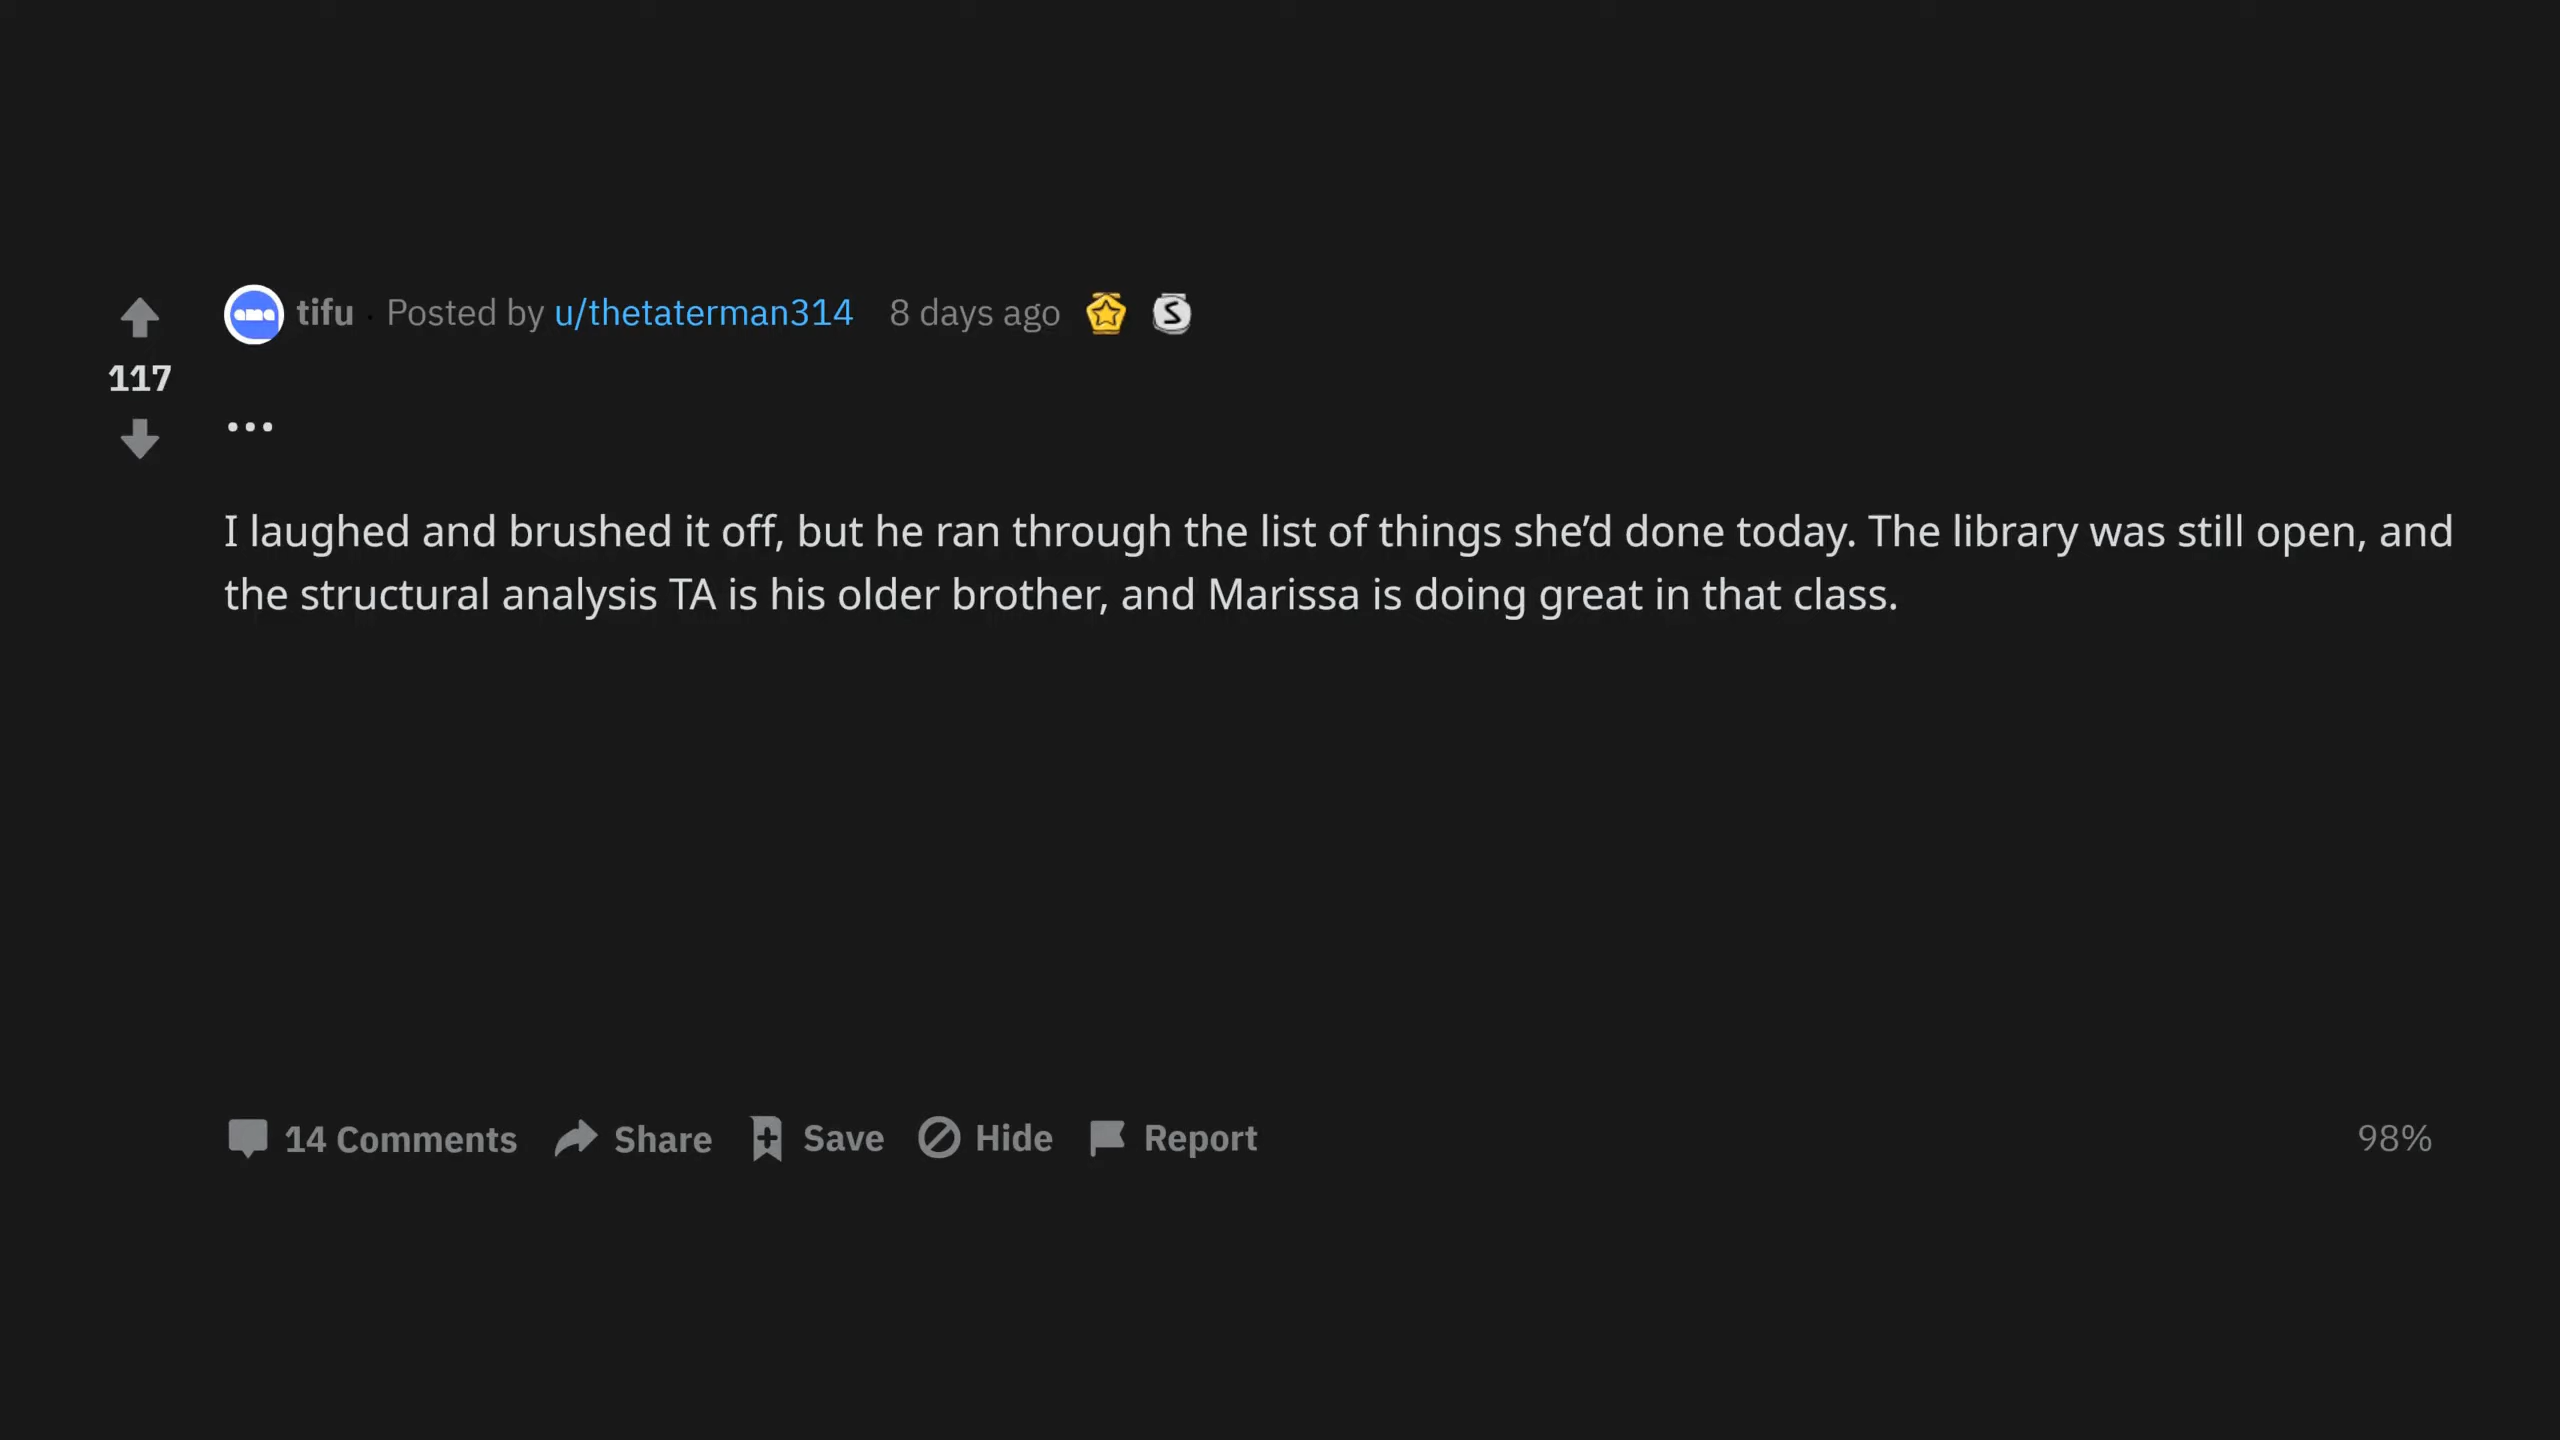 ama tifu · Posted by u/thetaterman314 8 days ago S
117
...
I laughed and brushed it off, but he ran through the list of things she’d done today. The library was still open, and
the structural analysis TA is his older brother, and Marissa is doing great in that class.
14 Comments Share Save Hide Report 98%